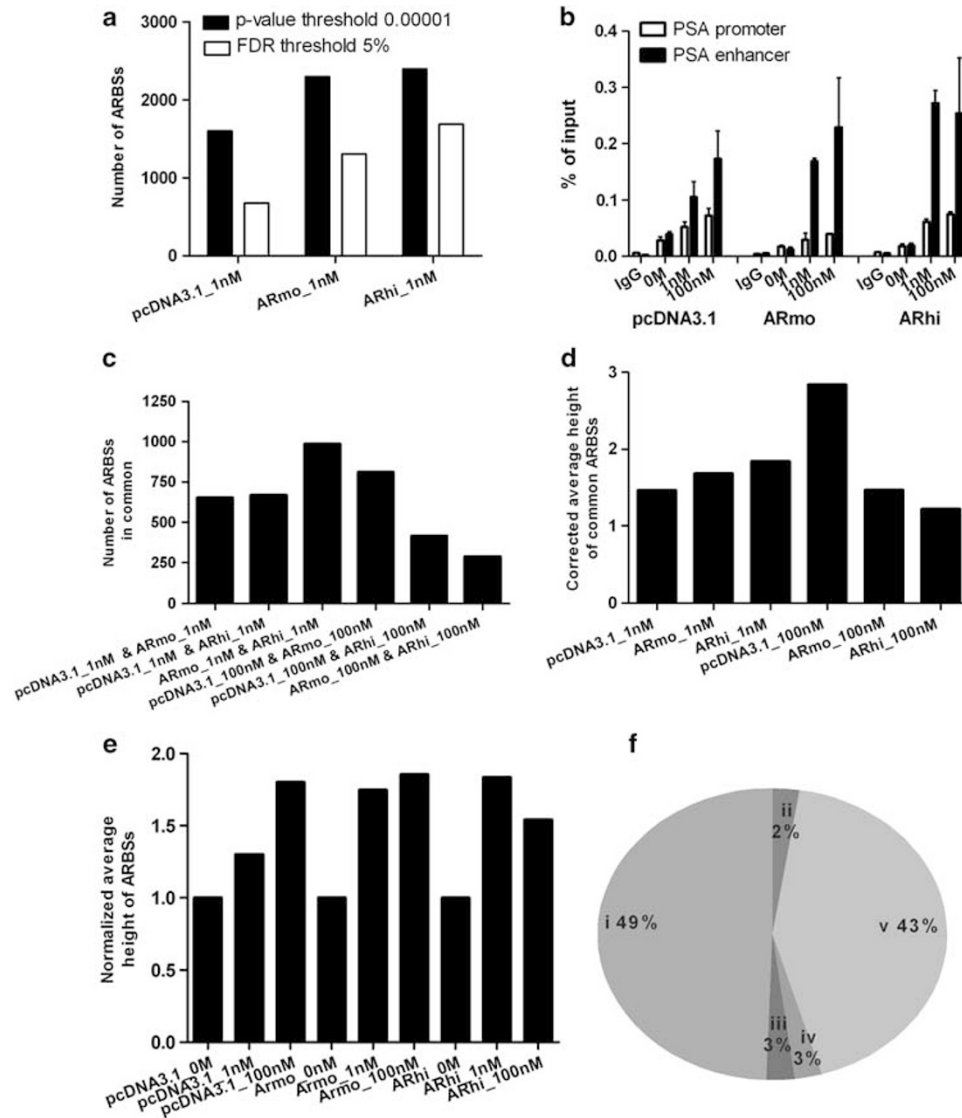 a
p-value threshold 0.00001
FDR threshold 5%
Number of ARBSs
3000
2400
1800
1200
600
0
pcDNA3.1_1nM
ARmo_1nM
ARhi_1nM
b
PSA promoter
PSA enhancer
% of input
0.4
0.3
0.2
0.1
0.0
IgG
0M
1nM
100nM
IgG
0M
1nM
100nM
IgG
0M
1nM
100nM
pcDNA3.1
ARmo
ARhi
c
Number of ARBSs
in common
1250
1000
750
500
250
0
pcDNA3.1_1nM & ARmo_1nM
pcDNA3.1_1nM & ARhi_1nM
ARmo_1nM & ARhi_1nM
pcDNA3.1_100nM & ARmo_100nM
pcDNA3.1_100nM & ARhi_100nM
ARmo_100nM & ARhi_100nM
d
Corrected average height
of common ARBSs
3
2
1
0
pcDNA3.1_1nM
ARmo_1nM
ARhi_1nM
pcDNA3.1_100nM
ARmo_100nM
ARhi_100nM
e
Normalized average
height of ARBSs
2.0
1.5
1.0
0.5
0.0
pcDNA3.1_0M
pcDNA3.1_1nM
pcDNA3.1_100nM
Armo_0nM
Armo_1nM
Armo_100nM
ARhi_0M
ARhi_1nM
ARhi_100nM
f
ii
2%
i 49%
v 43%
iii
3%
iv
3%